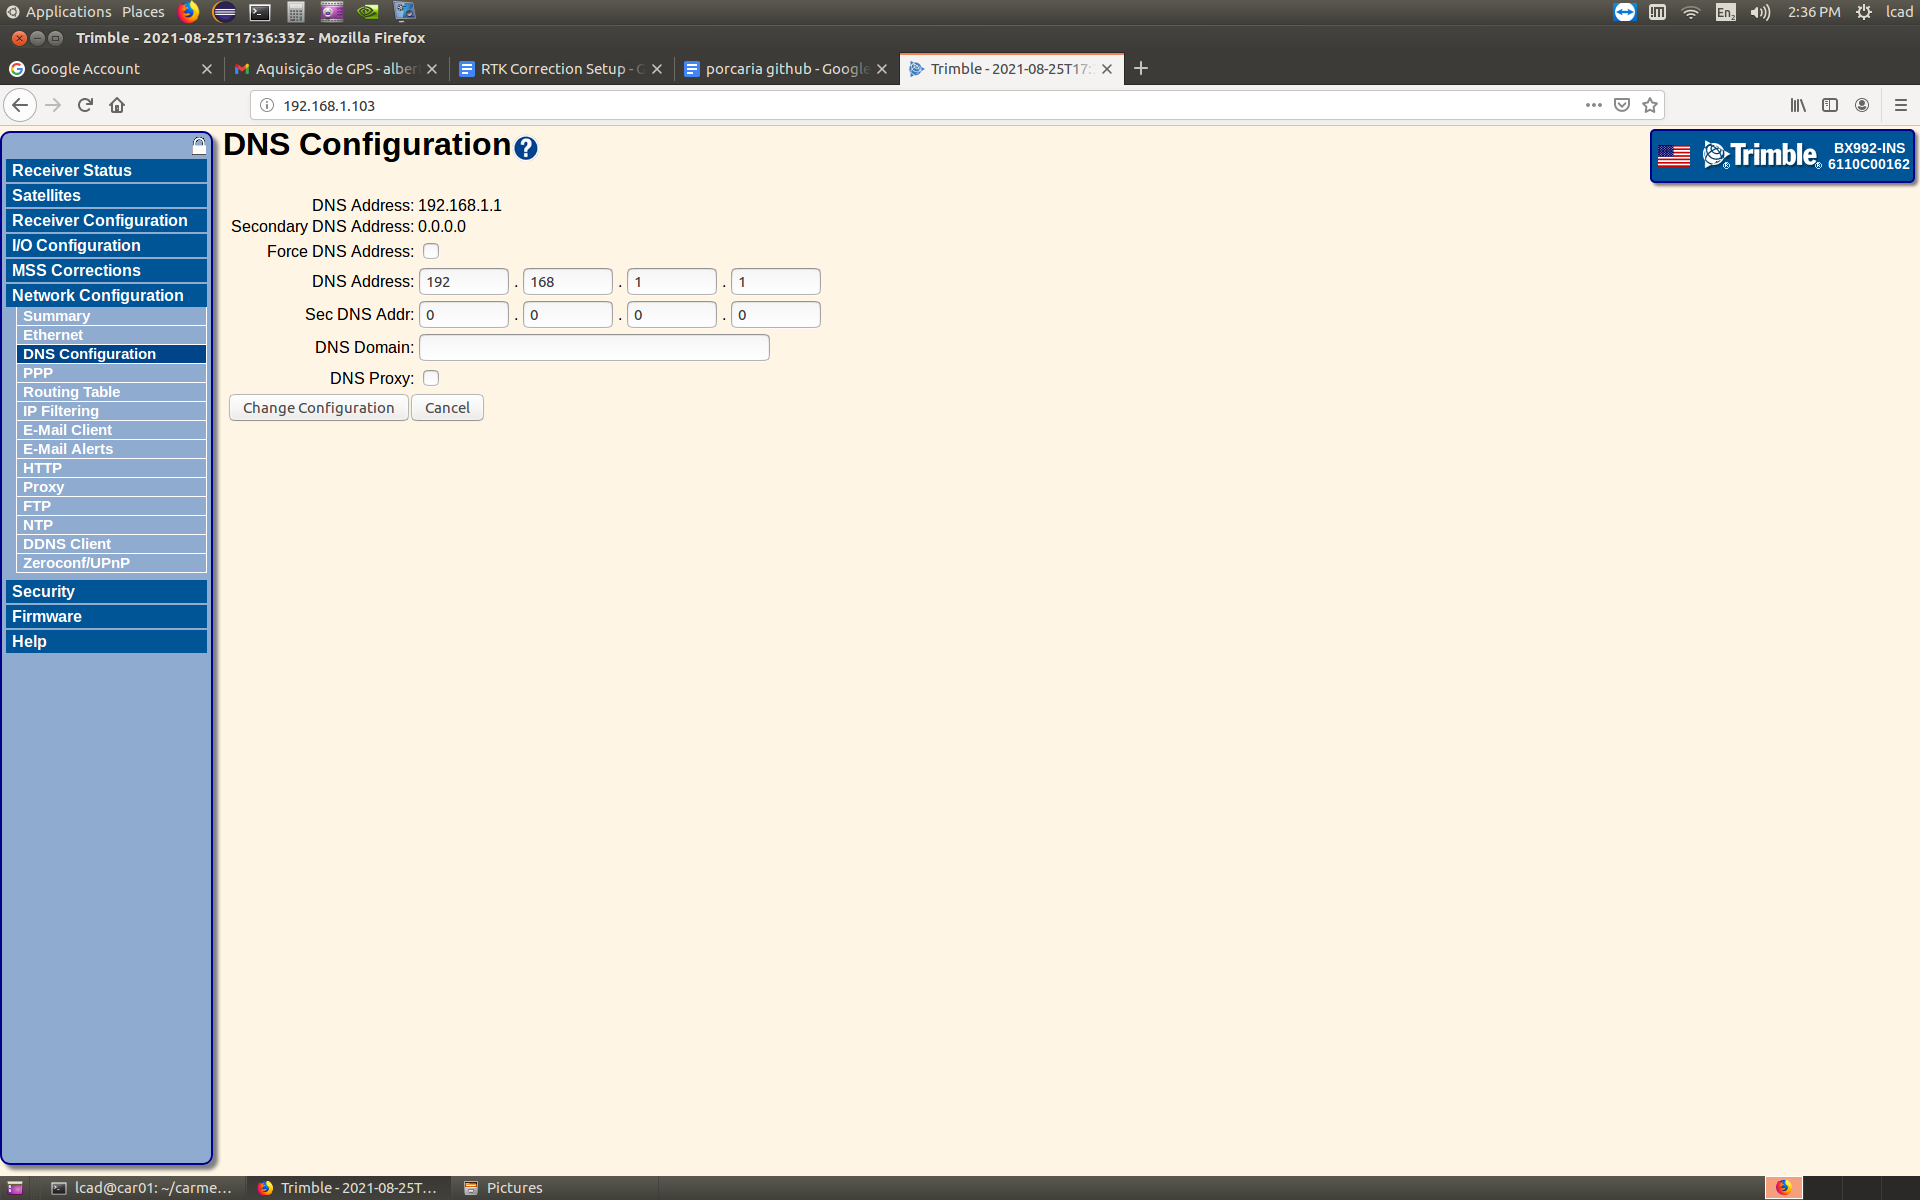 Applications Places En2 2:36 PM lcad
Trimble - 2021-08-25T17:36:33Z - Mozilla Firefox
Google Account Aquisição de GPS - alber RTK Correction Setup - G porcaria github - Google Trimble - 2021-08-25T17:
192.168.1.103
DNS Configuration
BX992-INS
Trimble
6110C00162
Receiver Status
Satellites
Receiver Configuration
I/O Configuration
MSS Corrections
Network Configuration
Summary
Ethernet
DNS Configuration
PPP
Routing Table
IP Filtering
E-Mail Client
E-Mail Alerts
HTTP
Proxy
FTP
NTP
DDNS Client
Zeroconf/UPnP
Security
Firmware
Help
DNS Address: 192.168.1.1
Secondary DNS Address: 0.0.0.0
Force DNS Address:
DNS Address: 192 . 168 . 1 . 1
Sec DNS Addr: 0 . 0 . 0 . 0
DNS Domain:
DNS Proxy:
Change Configuration Cancel
lcad@car01: ~/carme... Trimble - 2021-08-25T... Pictures